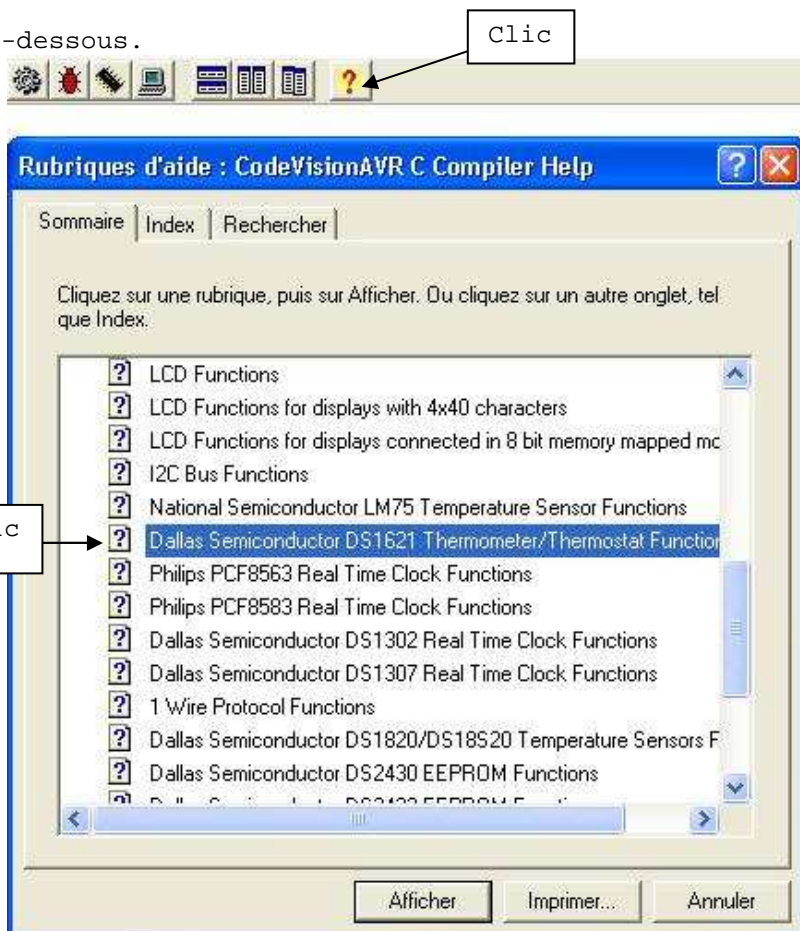 -dessous.
Clic
Rubriques d'aide : CodeVisionAVR C Compiler Help
Sommaire Index Rechercher
Cliquez sur une rubrique, puis sur Afficher. Ou cliquez sur un autre onglet, tel
que Index.
LCD Functions
LCD Functions for displays with 4x40 characters
LCD Functions for displays connected in 8 bit memory mapped mo
I2C Bus Functions
National Semiconductor LM75 Temperature Sensor Functions
ic
Dallas Semiconductor DS1621 Thermometer/Thermostat Function
Philips PCF8563 Real Time Clock Functions
Philips PCF8583 Real Time Clock Functions
Dallas Semiconductor DS1302 Real Time Clock Functions
Dallas Semiconductor DS1307 Real Time Clock Functions
1 Wire Protocol Functions
Dallas Semiconductor DS1820/DS18S20 Temperature Sensors F
Dallas Semiconductor DS2430 EEPROM Functions
Afficher Imprimer... Annuler